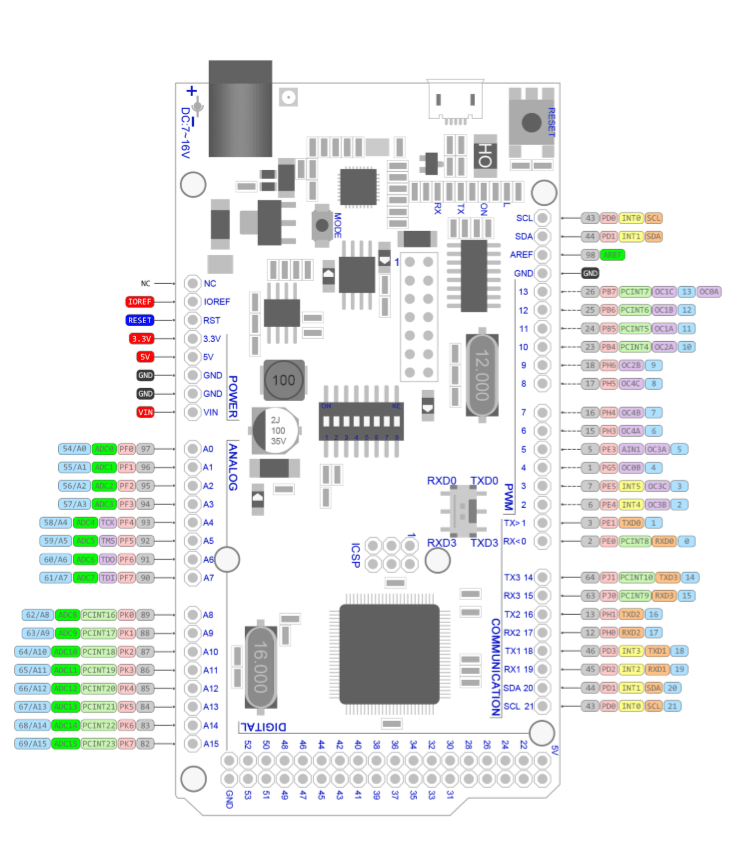 +
−
DC:7~16V
RESET
HO
RX
TX
ON
L
MODE
1
NC
NC
IOREF
IOREF
RESET
RST
3.3V
3.3V
5V
5V
GND
GND
GND
GND
VIN
VIN
POWER
100
2J
100
35V
12.000
ON
KE
1 2 3 4 5 6 7 8
54/A0 ADC0 PF0 97 A0
55/A1 ADC1 PF1 96 A1
56/A2 ADC2 PF2 95 A2
57/A3 ADC3 PF3 94 A3
58/A4 ADC4 TCX PF4 93 A4
59/A5 ADC5 TMS PF5 92 A5
60/A6 ADC6 TDO PF6 91 A6
61/A7 ADC7 TDI PF7 90 A7
ANALOG
62/A8 ADC8 PCINT16 PK0 89 A8
63/A9 ADC9 PCINT17 PK1 88 A9
64/A10 ADC10 PCINT18 PK2 87 A10
65/A11 ADC11 PCINT19 PK3 86 A11
66/A12 ADC12 PCINT20 PK4 85 A12
67/A13 ADC13 PCINT21 PK5 84 A13
68/A14 ADC14 PCINT22 PK6 83 A14
69/A15 ADC15 PCINT23 PK7 82 A15
SCL 43 PD0 INT0 SCL
SDA 44 PD1 INT1 SDA
AREF 98 AREF
GND GND
13 26 PB7 PCINT7 OC1C 13 OC0A
12 25 PB6 PCINT6 OC1B 12
11 24 PB5 PCINT5 OC1A 11
10 23 PB4 PCINT4 OC2A 10
9 18 PH6 OC2B 9
8 17 PH5 OC4C 8
7 16 PH4 OC4B 7
6 15 PH3 OC4A 6
5 5 PE3 AIN1 OC3A 5
4 1 PG5 OC0B 4
3 7 PE5 INT5 OC3C 3
2 6 PE4 INT4 OC3B 2
TX>1 3 PE1 TXD0 1
RX<0 2 PE0 PCINT8 RXD0 0
PWM
RXD0 TXD0
RXD3 TXD3
1
ICSP
TX3 14 64 PJ1 PCINT10 TXD3 14
RX3 15 63 PJ0 PCINT9 RXD3 15
TX2 16 13 PH1 TXD2 16
RX2 17 12 PH0 RXD2 17
TX1 18 46 PD3 INT3 TXD1 18
RX1 19 45 PD2 INT2 RXD1 19
SDA 20 44 PD1 INT1 SDA 20
SCL 21 43 PD0 INT0 SCL 21
COMMUNICATION
16.000
DIGITAL
52 50 48 46 44 42 40 38 36 34 32 30 28 26 24 22 5V
GND 53 51 49 47 45 43 41 39 37 35 33 31